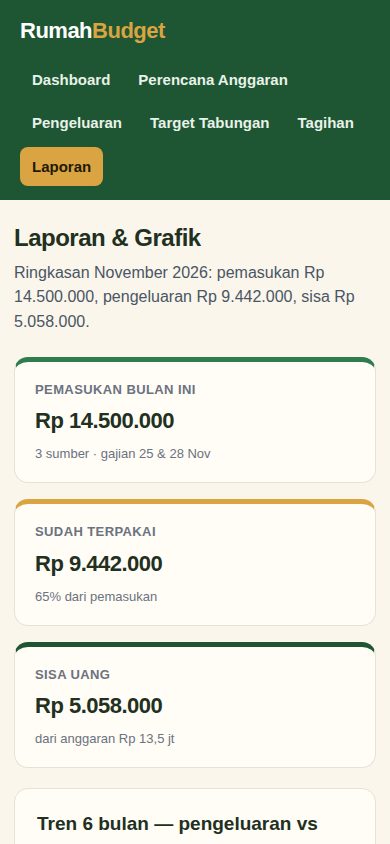 RumahBudget
Dashboard Perencana Anggaran
Pengeluaran Target Tabungan Tagihan
Laporan
Laporan & Grafik
Ringkasan November 2026: pemasukan Rp
14.500.000, pengeluaran Rp 9.442.000, sisa Rp
5.058.000.
PEMASUKAN BULAN INI
Rp 14.500.000
3 sumber · gajian 25 & 28 Nov
SUDAH TERPAKAI
Rp 9.442.000
65% dari pemasukan
SISA UANG
Rp 5.058.000
dari anggaran Rp 13,5 jt
Tren 6 bulan — pengeluaran vs